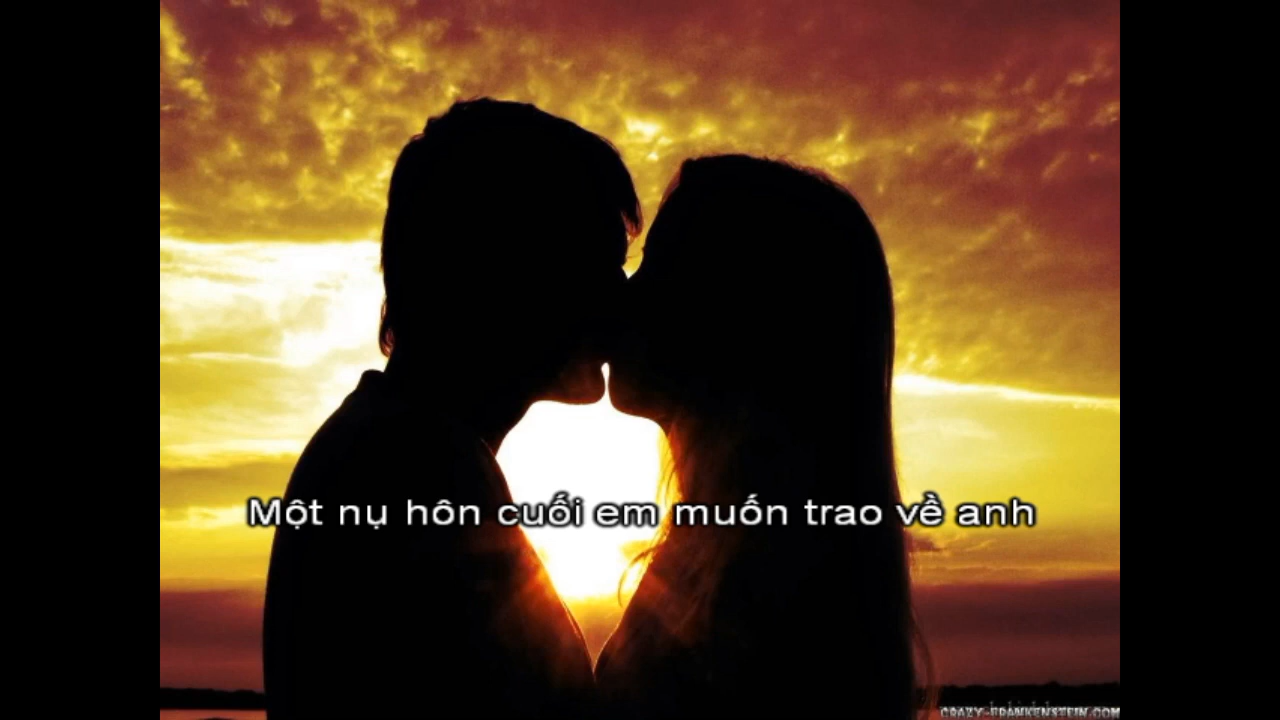 Một nụ hôn cuối em muốn trao về anh
CRAZY-FRANKENSTEIN.COM